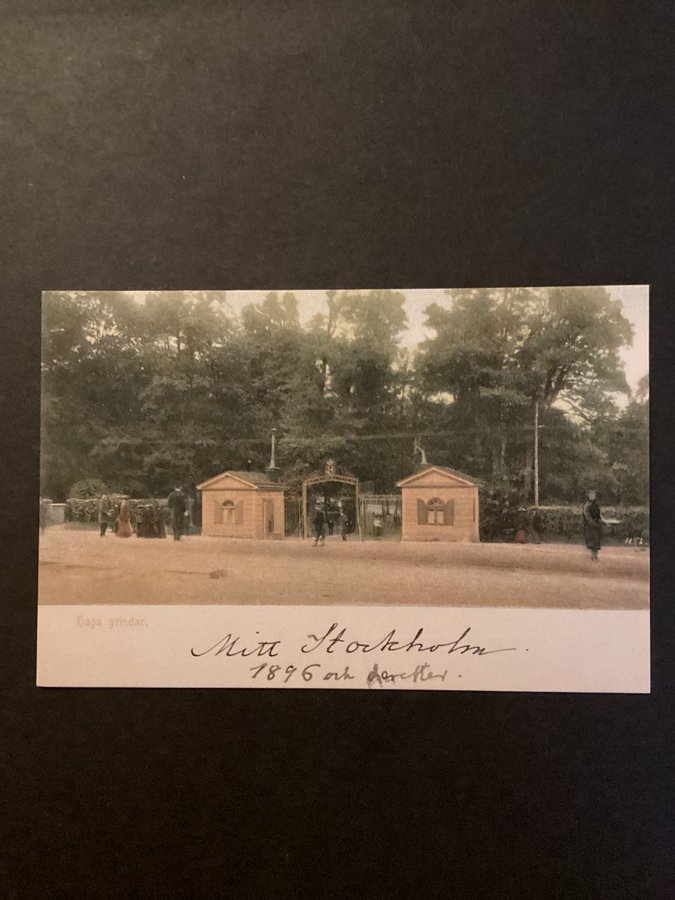 Haga grindar.
Mitt Stockholm.
1896 och derefter.